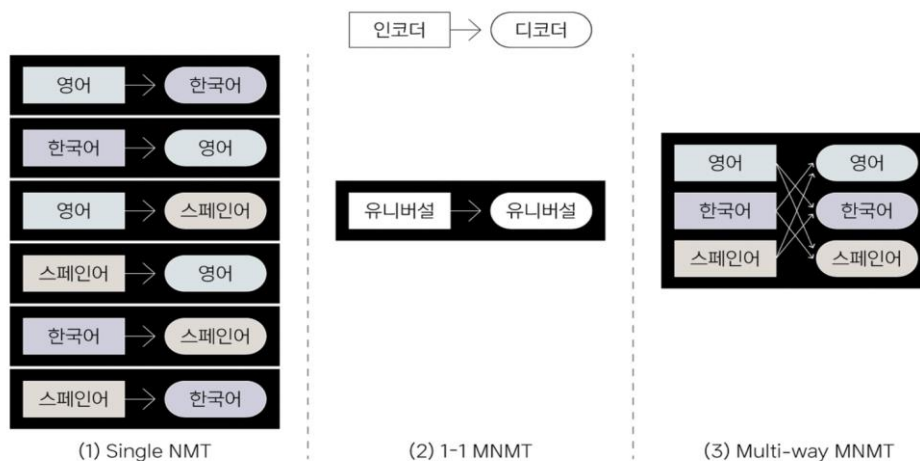 인코더 디코더
영어 한국어
한국어 영어
영어 스페인어
스페인어 영어
한국어 스페인어
스페인어 한국어
(1) Single NMT
유니버설 유니버설
(2) 1-1 MNMT
영어 영어
한국어 한국어
스페인어 스페인어
(3) Multi-way MNMT